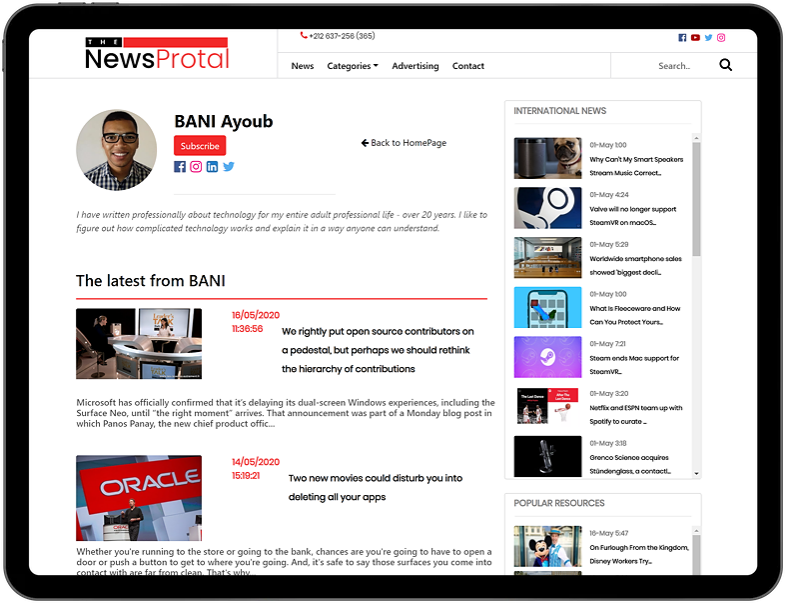 THE
NewsProtal
+212 637-256 (365)
News Categories Advertising Contact
Search..
BANI Ayoub
Subscribe
Back to HomePage
I have written professionally about technology for my entire adult professional life - over 20 years. I like to
figure out how complicated technology works and explain it in a way anyone can understand.
The latest from BANI
16/05/2020
11:36:56
We rightly put open source contributors on
a pedestal, but perhaps we should rethink
the hierarchy of contributions
Microsoft has officially confirmed that it's delaying its dual-screen Windows experiences, including the
Surface Neo, until "the right moment" arrives. That announcement was part of a Monday blog post in
which Panos Panay, the new chief product offic...
ORACLE
14/05/2020
15:19:21
Two new movies could disturb you into
deleting all your apps
Whether you're running to the store or going to the bank, chances are you're going to have to open a
door or push a button to get to where you're going. And, it's safe to say those surfaces you come into
contact with are far from clean. That's why...
INTERNATIONAL NEWS
01-May 1:00
Why Can't My Smart Speakers
Stream Music Correct...
01-May 4:24
Valve will no longer support
SteamVR on macOS...
01-May 5:29
Worldwide smartphone sales
showed 'biggest decli...
01-May 1:00
What Is Fleeceware and How
Can You Protect Yours...
01-May 7:21
Steam ends Mac support for
SteamVR...
The Last Dance
01-May 3:20
Netflix and ESPN team up with
Spotify to curate ...
01-May 3:18
Grenco Science acquires
Stündenglass, a contactl...
POPULAR RESOURCES
16-May 5:47
On Furlough From the Kingdom,
Disney Workers Try...